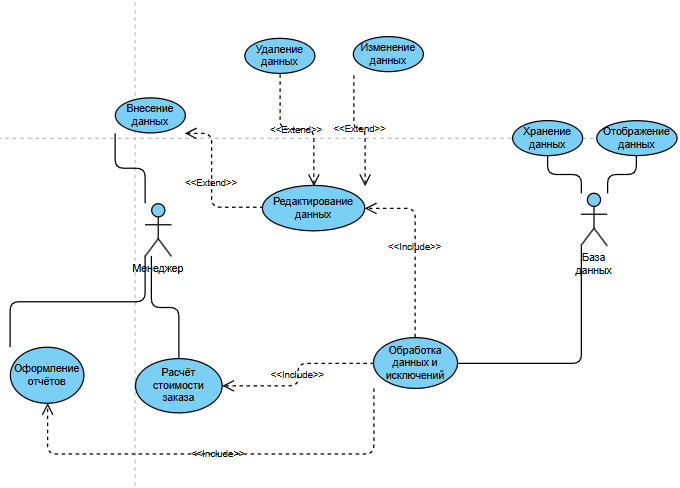 Удаление
данных
Изменение
данных
Внесение
данных
<<Extend>>
<<Extend>>
Хранение
данных
Отображение
данных
<<Extend>>
Редактирование
данных
<<Include>>
Менеджер
База
данных
Оформление
отчётов
Расчёт
стоимости
заказа
<<Include>>
Обработка
данных и
исключений
<<Include>>